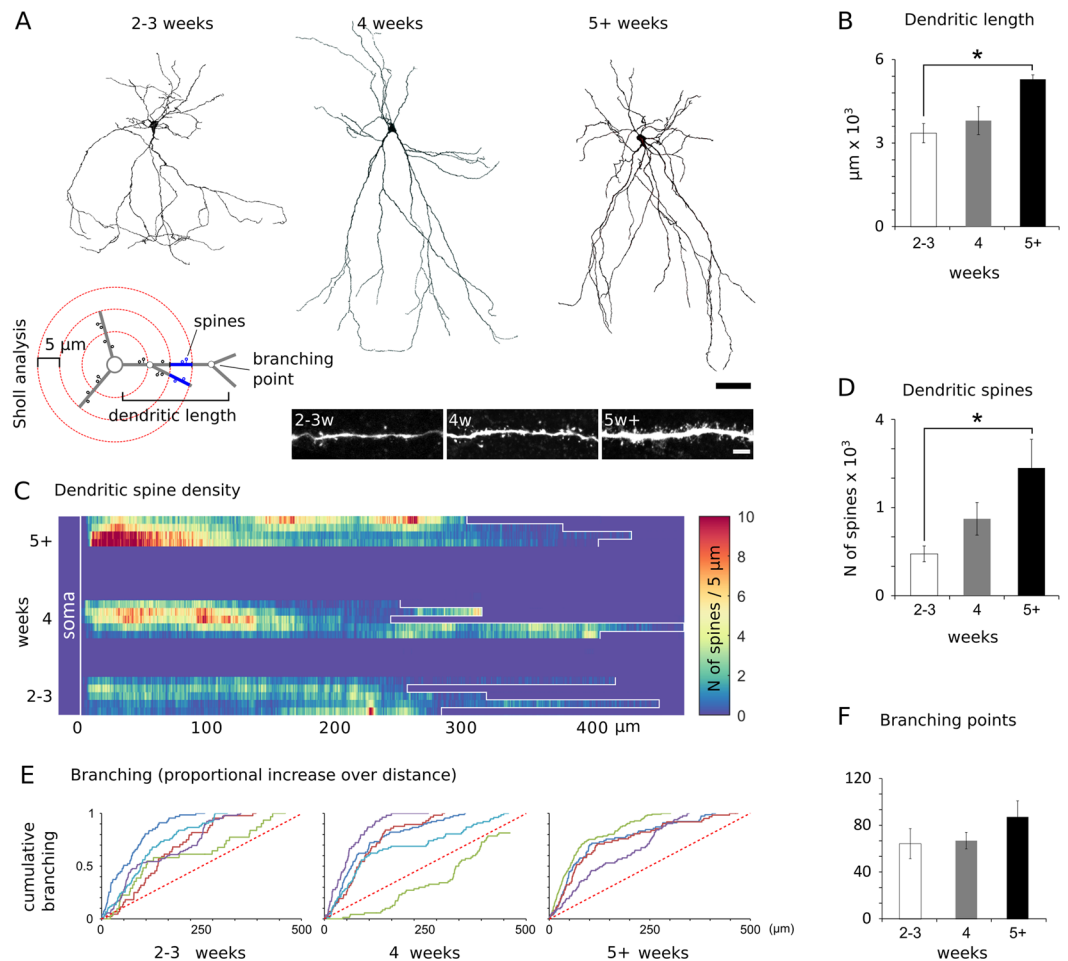 A
2-3 weeks
4 weeks
5+ weeks
B
Dendritic length
*
6
3
0
µm x 10³
2-3
4
5+
weeks
Sholl analysis
5 µm
spines
branching
point
dendritic length
2-3w
4w
5w+
D
Dendritic spines
*
4
1
0
N of spines x 10³
2-3
4
5+
weeks
C
Dendritic spine density
weeks
5+
4
2-3
soma
0
100
200
300
400
µm
10
8
6
4
2
0
N of spines / 5 µm
E
Branching (proportional increase over distance)
cumulative
branching
1
0.5
0
0
250
500
2-3 weeks
0
250
500
4 weeks
0
250
500
(µm)
5+ weeks
F
Branching points
120
80
40
0
2-3
4
5+
weeks